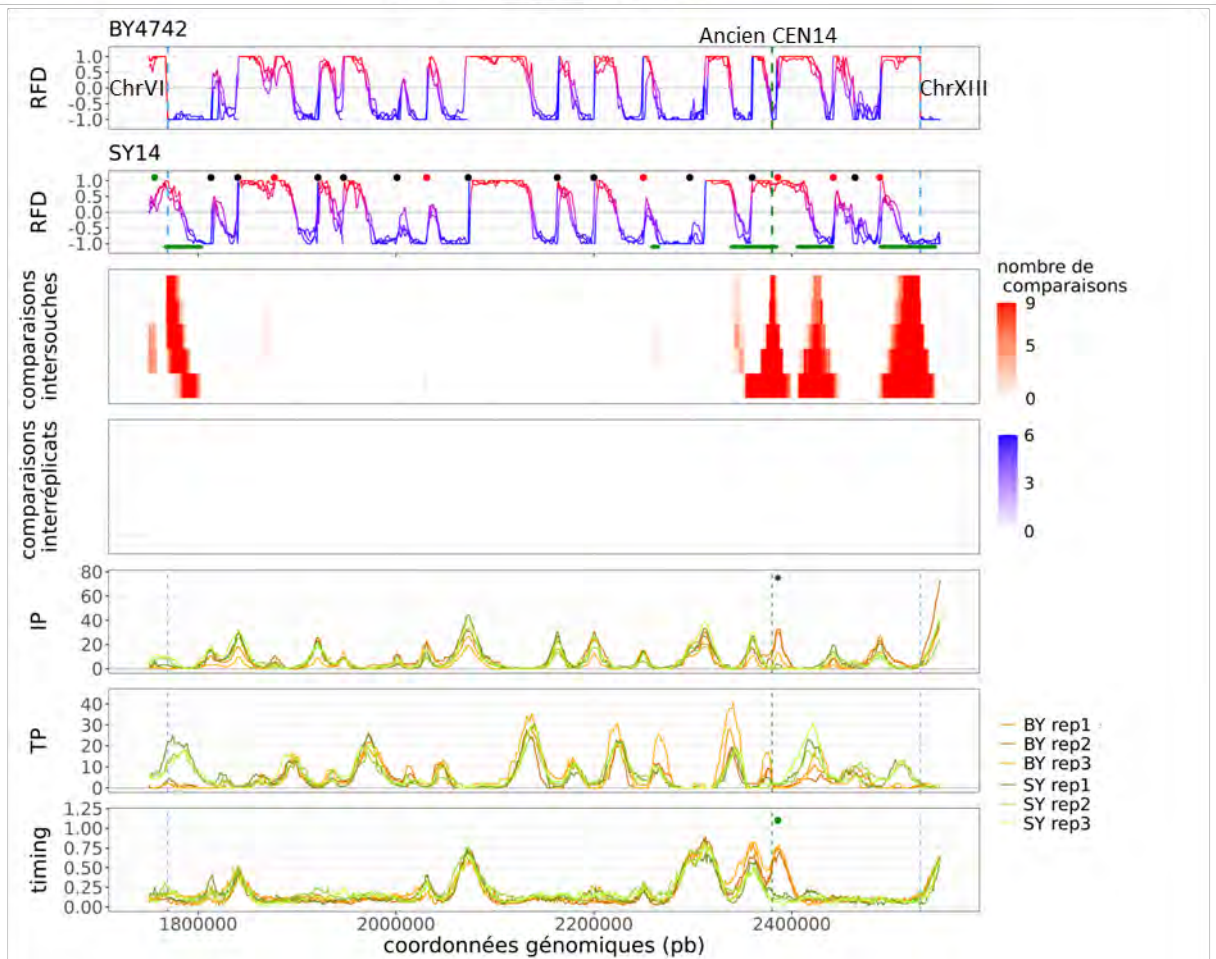 BY4742
Ancien CEN14
RFD
1.0
0.5
0.0
-0.5
-1.0
ChrVI
ChrXIII
SY14
RFD
1.0
0.5
0.0
-0.5
-1.0
comparaisons
intersouches
nombre de
comparaisons
9
5
0
comparaisons
interréplicats
6
3
0
IP
80
60
40
20
0
TP
40
30
20
10
0
BY rep1
BY rep2
BY rep3
SY rep1
SY rep2
SY rep3
timing
1.25
1.00
0.75
0.50
0.25
0.00
1800000 2000000 2200000 2400000
coordonnées génomiques (pb)